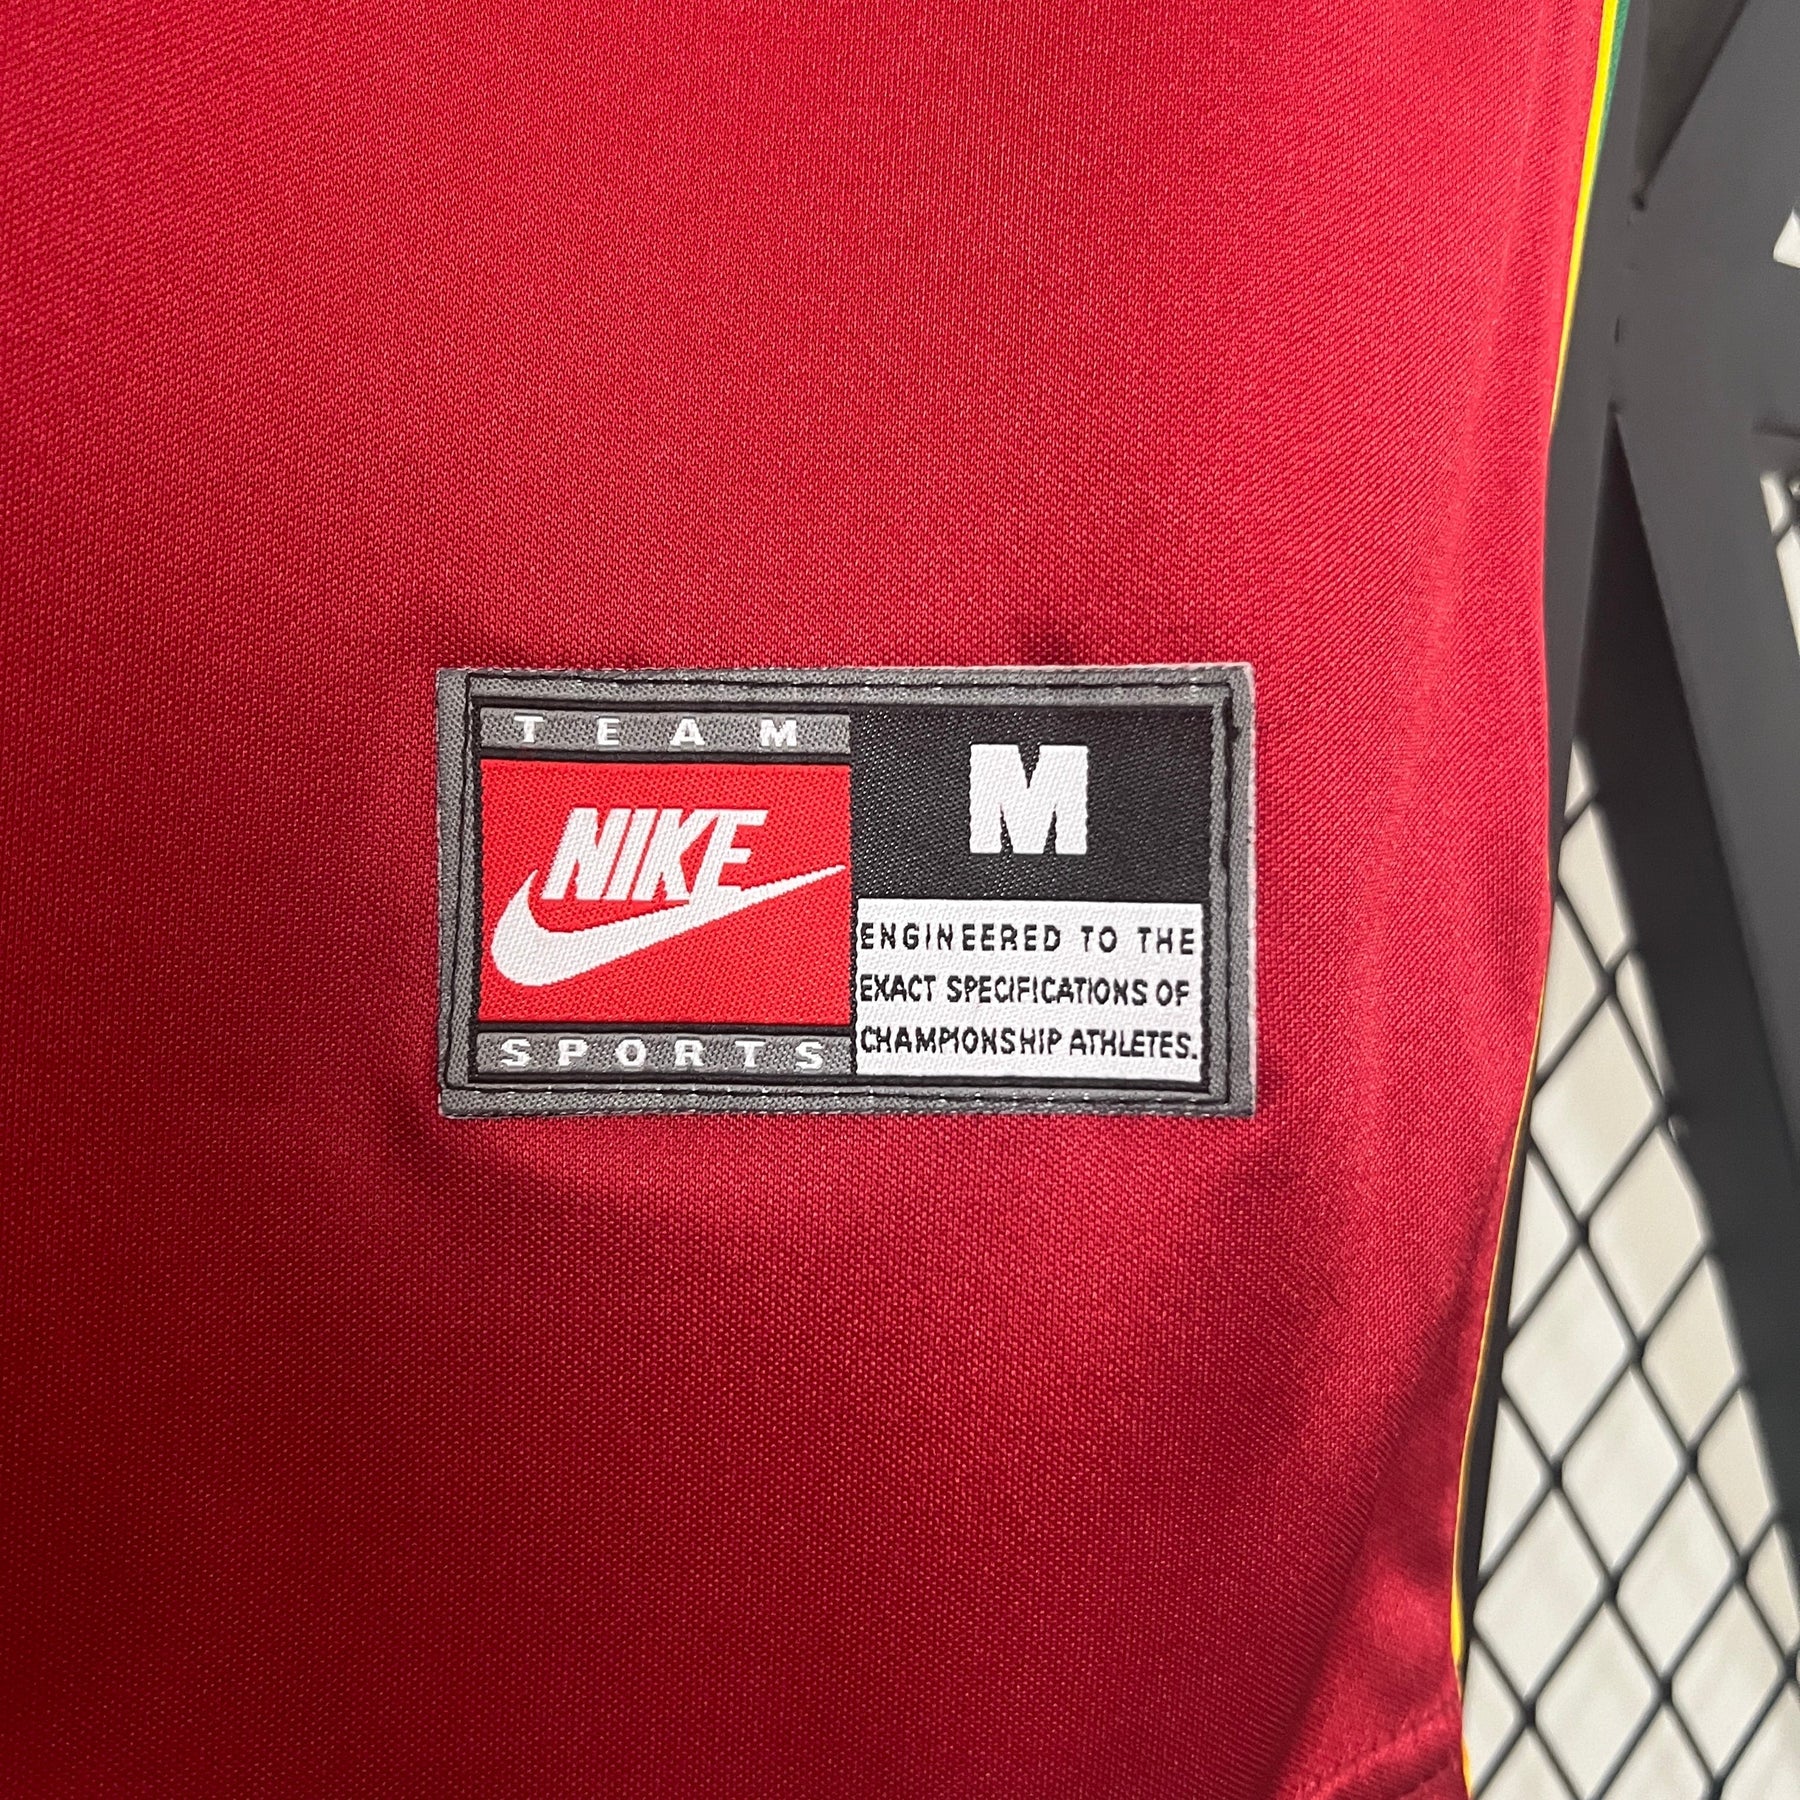 TEAM
NIKE
SPORTS
M
ENGINEERED TO THE
EXACT SPECIFICATIONS OF
CHAMPIONSHIP ATHLETES.